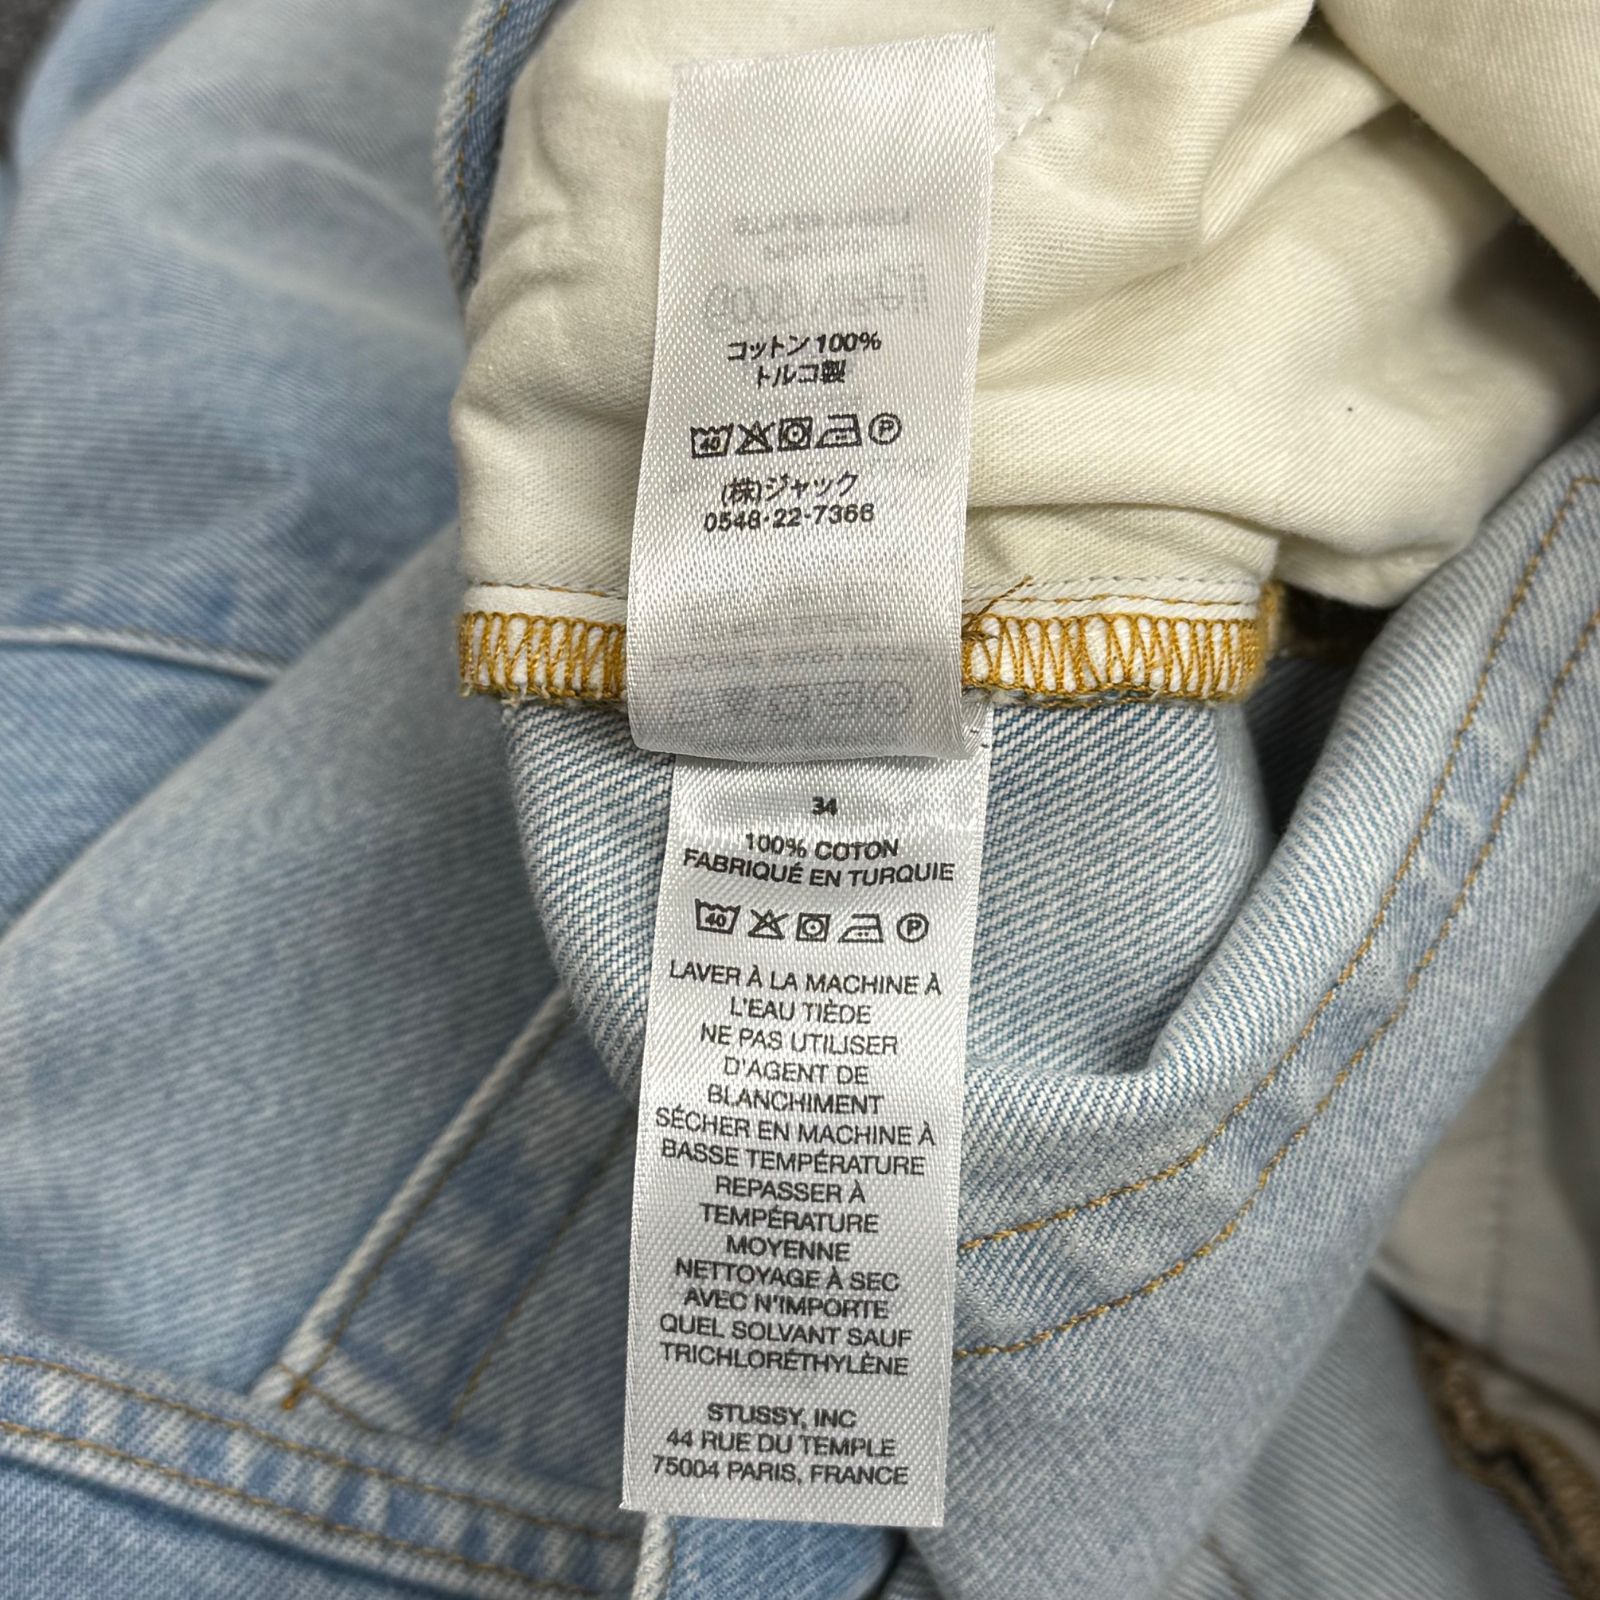 コットン 100%
トルコ製
40 P
(株)ジャック
0548-22-7366
34
100% COTON
FABRIQUÉ EN TURQUIE
40 P
LAVER À LA MACHINE À
L'EAU TIÈDE
NE PAS UTILISER
D'AGENT DE
BLANCHIMENT
SÉCHER EN MACHINE À
BASSE TEMPÉRATURE
REPASSER À
TEMPÉRATURE
MOYENNE
NETTOYAGE À SEC
AVEC N'IMPORTE
QUEL SOLVANT SAUF
TRICHLORÉTHYLÈNE
STUSSY, INC
44 RUE DU TEMPLE
75004 PARIS, FRANCE